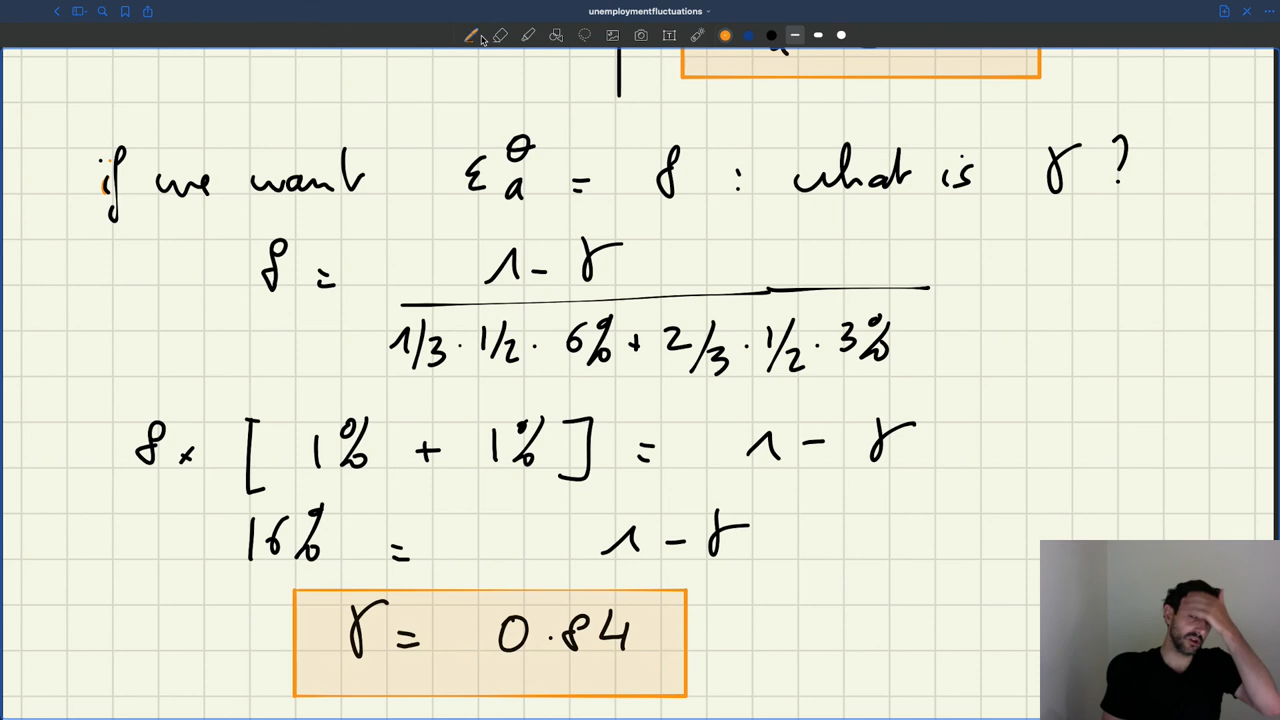 unemploymentfluctuations
if we want ε^θ_a = 8 : what is γ ?
8 = (1 - γ) / (1/3 · 1/2 · 6% + 2/3 · 1/2 · 3%)
8 × [ 1% + 1% ] = 1 - γ
16% = 1 - γ
γ = 0.84